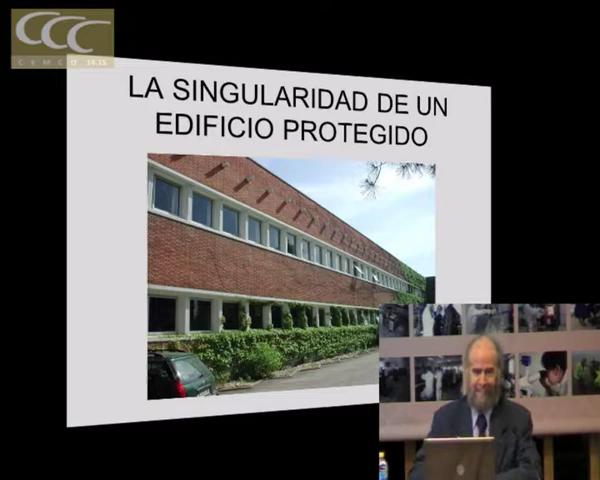 CCC
CEMCO 14.15
LA SINGULARIDAD DE UN
EDIFICIO PROTEGIDO